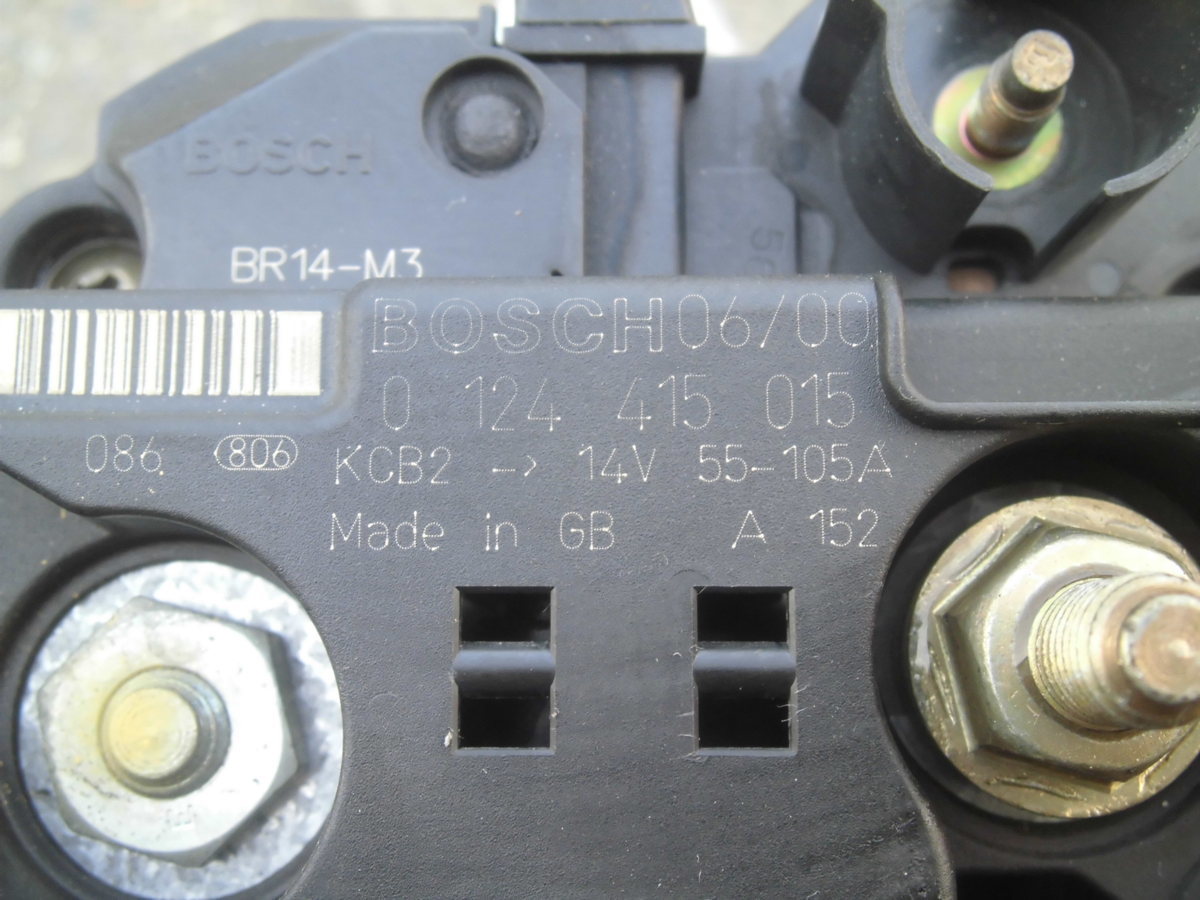 BOSCH
BR14-M3
BOSCH 06/00
0 124 415 015
086 806 KCB2 -> 14V 55-105A
Made in GB A 152